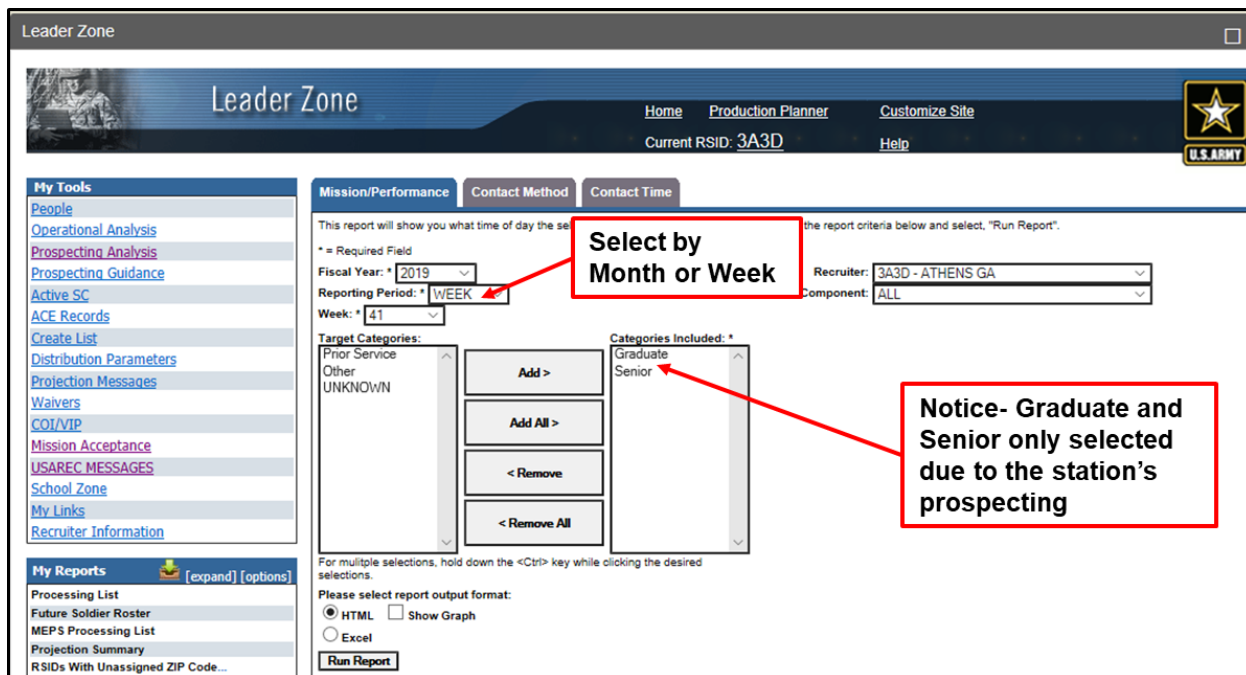 Leader Zone
Leader Zone
Home Production Planner Customize Site
Current RSID: 3A3D Help
U.S.ARMY
My Tools
People
Operational Analysis
Prospecting Analysis
Prospecting Guidance
Active SC
ACE Records
Create List
Distribution Parameters
Projection Messages
Waivers
COI/VIP
Mission Acceptance
USAREC MESSAGES
School Zone
My Links
Recruiter Information
My Reports [expand] [options]
Processing List
Future Soldier Roster
MEPS Processing List
Projection Summary
RSIDs With Unassigned ZIP Code...
Mission/Performance Contact Method Contact Time
This report will show you what time of day the sel the report criteria below and select, "Run Report".
* = Required Field
Fiscal Year: * 2019 Recruiter: 3A3D - ATHENS GA
Reporting Period: * WEEK Component: ALL
Week: * 41
Select by
Month or Week
Target Categories: Categories Included: *
Prior Service
Other
UNKNOWN
Add >
Add All >
< Remove
< Remove All
Graduate
Senior
Notice- Graduate and
Senior only selected
due to the station’s
prospecting
For mulitple selections, hold down the <Ctrl> key while clicking the desired
selections.
Please select report output format:
HTML Show Graph
Excel
Run Report